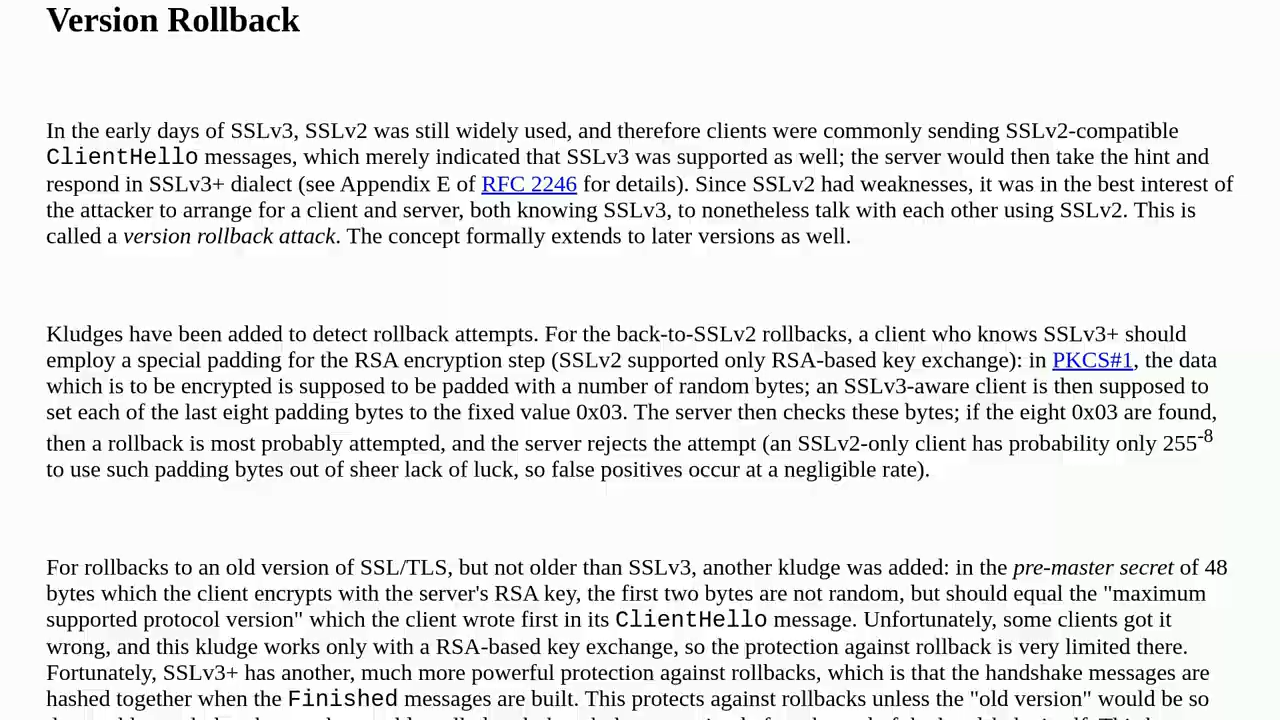 Version Rollback
In the early days of SSLv3, SSLv2 was still widely used, and therefore clients were commonly sending SSLv2-compatible
ClientHello messages, which merely indicated that SSLv3 was supported as well; the server would then take the hint and
respond in SSLv3+ dialect (see Appendix E of RFC 2246 for details). Since SSLv2 had weaknesses, it was in the best interest of
the attacker to arrange for a client and server, both knowing SSLv3, to nonetheless talk with each other using SSLv2. This is
called a version rollback attack. The concept formally extends to later versions as well.
Kludges have been added to detect rollback attempts. For the back-to-SSLv2 rollbacks, a client who knows SSLv3+ should
employ a special padding for the RSA encryption step (SSLv2 supported only RSA-based key exchange): in PKCS#1, the data
which is to be encrypted is supposed to be padded with a number of random bytes; an SSLv3-aware client is then supposed to
set each of the last eight padding bytes to the fixed value 0x03. The server then checks these bytes; if the eight 0x03 are found,
then a rollback is most probably attempted, and the server rejects the attempt (an SSLv2-only client has probability only 255-8
to use such padding bytes out of sheer lack of luck, so false positives occur at a negligible rate).
For rollbacks to an old version of SSL/TLS, but not older than SSLv3, another kludge was added: in the pre-master secret of 48
bytes which the client encrypts with the server's RSA key, the first two bytes are not random, but should equal the "maximum
supported protocol version" which the client wrote first in its ClientHello message. Unfortunately, some clients got it
wrong, and this kludge works only with a RSA-based key exchange, so the protection against rollback is very limited there.
Fortunately, SSLv3+ has another, much more powerful protection against rollbacks, which is that the handshake messages are
hashed together when the Finished messages are built. This protects against rollbacks unless the "old version" would be so